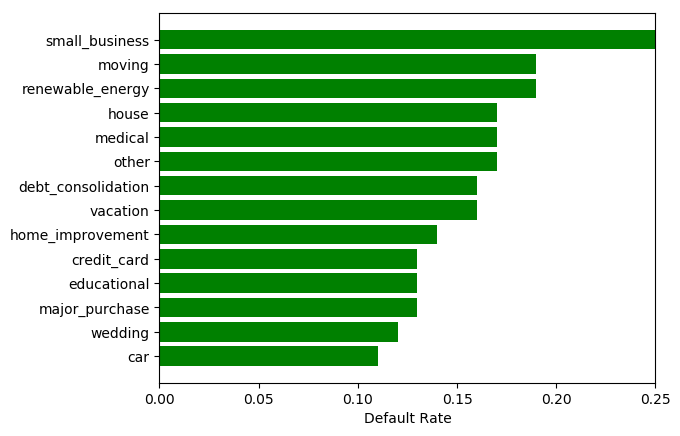 small_business
moving
renewable_energy
house
medical
other
debt_consolidation
vacation
home_improvement
credit_card
educational
major_purchase
wedding
car
0.00 0.05 0.10 0.15 0.20 0.25
Default Rate